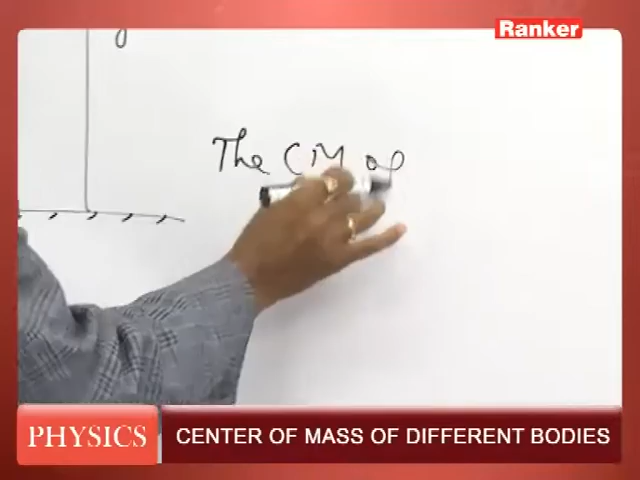 Ranker
g
The CM of
PHYSICS
CENTER OF MASS OF DIFFERENT BODIES